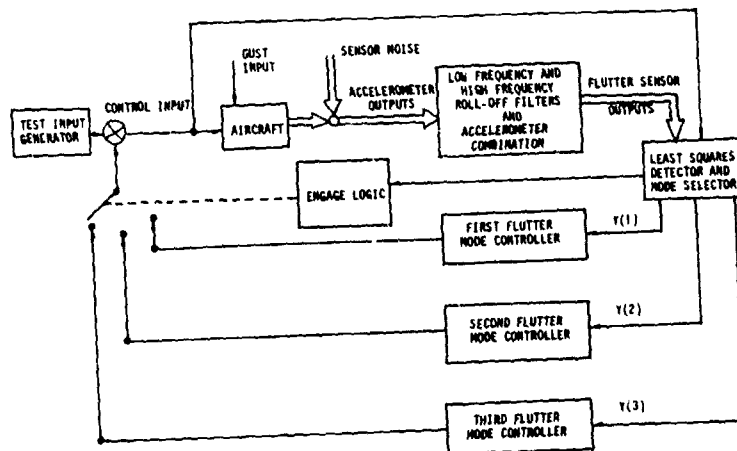 GUST
INPUT
SENSOR NOISE
CONTROL INPUT
TEST INPUT
GENERATOR
AIRCRAFT
ACCELEROMETER
OUTPUTS
LOW FREQUENCY AND
HIGH FREQUENCY
ROLL-OFF FILTERS
AND
ACCELEROMETER
COMBINATION
FLUTTER SENSOR
OUTPUTS
LEAST SQUARES
DETECTOR AND
MODE SELECTOR
ENGAGE LOGIC
FIRST FLUTTER
MODE CONTROLLER
Y(1)
SECOND FLUTTER
MODE CONTROLLER
Y(2)
THIRD FLUTTER
MODE CONTROLLER
Y(3)